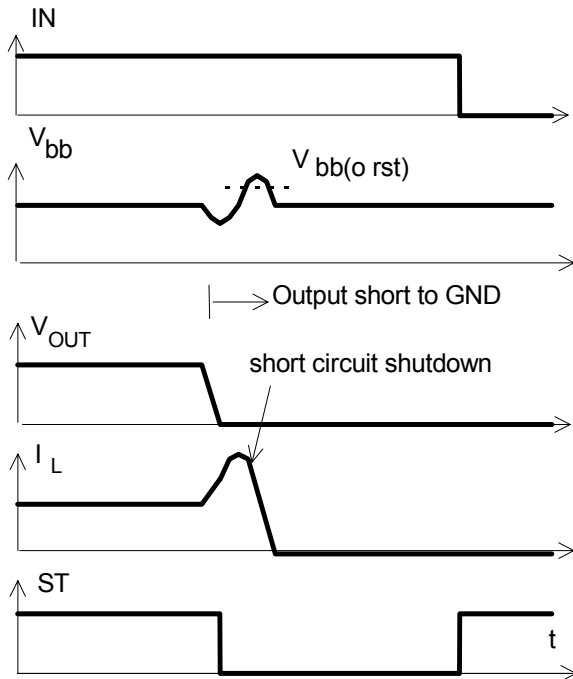 IN
V bb
V bb(o rst)
Output short to GND
V OUT
short circuit shutdown
I L
ST
t